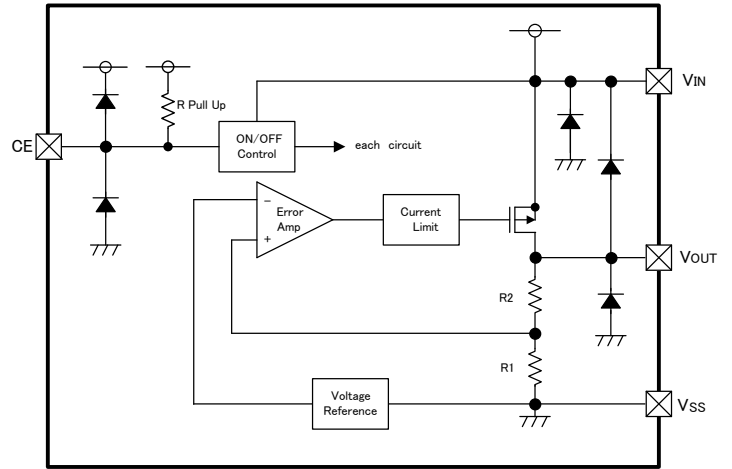 VIN
R Pull Up
CE
ON/OFF
Control
each circuit
−
Error
Amp
+
Current
Limit
VOUT
R2
R1
Voltage
Reference
VSS